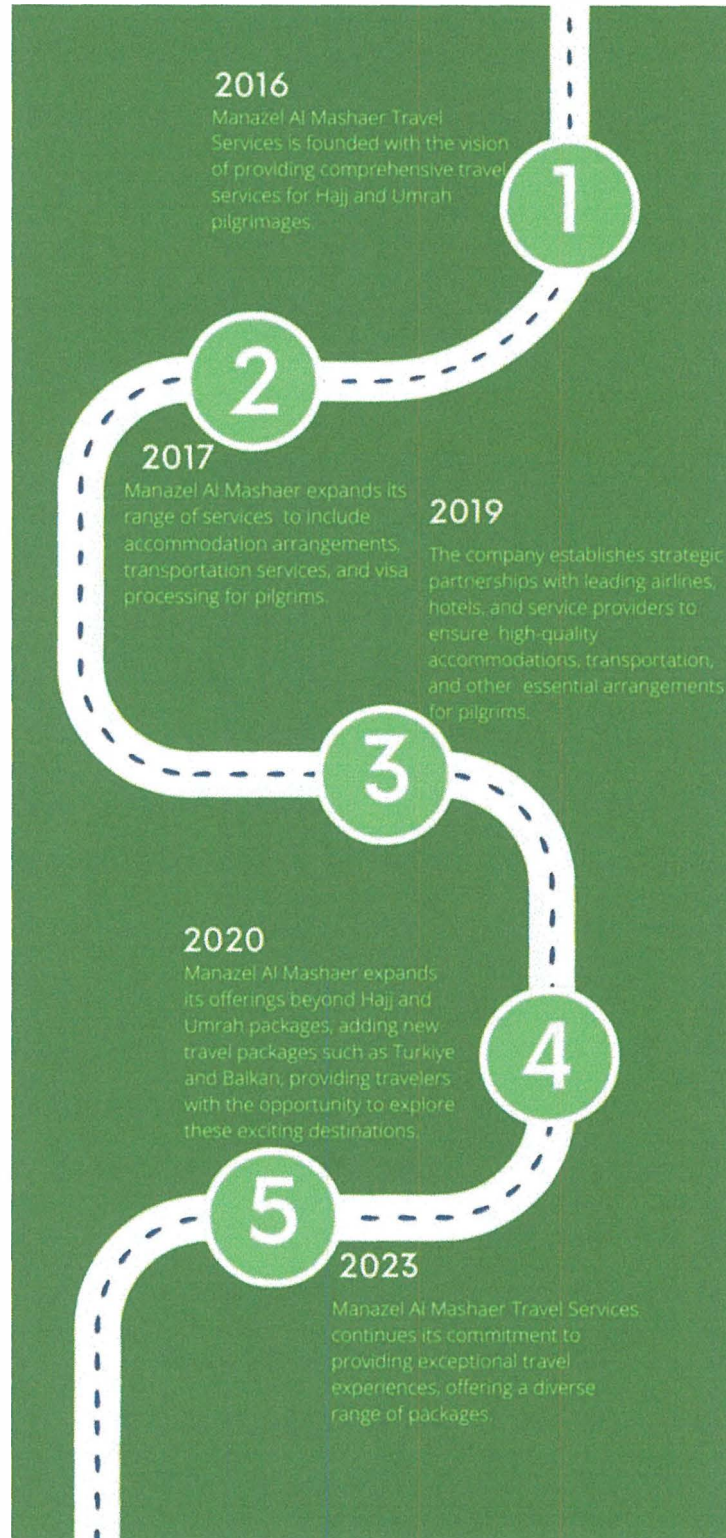 2016
Manazel Al Mashaer Travel
Services is founded with the vision
of providing comprehensive travel
services for Hajj and Umrah
pilgrimages.
1
2
2017
Manazel Al Mashaer expands its
range of services to include
accommodation arrangements,
transportation services, and visa
processing for pilgrims.
2019
The company establishes strategic
partnerships with leading airlines,
hotels, and service providers to
ensure high-quality
accommodations, transportation,
and other essential arrangements
for pilgrims.
3
2020
Manazel Al Mashaer expands
its offerings beyond Hajj and
Umrah packages, adding new
travel packages such as Turkiye
and Balkan, providing travelers
with the opportunity to explore
these exciting destinations.
4
5
2023
Manazel Al Mashaer Travel Services
continues its commitment to
providing exceptional travel
experiences, offering a diverse
range of packages.